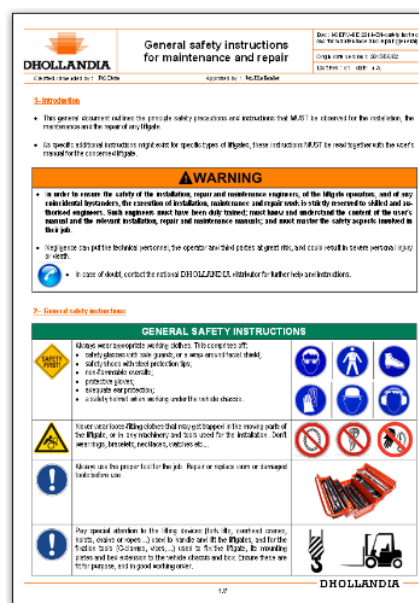 DHOLLANDIA
General safety instructions
for maintenance and repair
Created / amended by :
Approved by :
1- Introduction
• This general document outlines the principle safety precautions and instructions that MUST be observed for the installation, the
maintenance and the repair of any liftgate.
• As specific additional instructions might exist for specific types of liftgates, these instructions MUST be read together with the user's
manual for the concerned liftgate.
WARNING
• In order to ensure the safety of the installation, repair and maintenance engineers, of the liftgate operators, and of any
coincidental bystanders, the execution of installation, maintenance and repair work is strictly reserved to skilled and au-
thorised engineers. Such engineers must have been duly trained; must know and understand the content of the user's
manual and the relevant installation, repair and maintenance manuals; and must master the safety aspects involved in
their job.
• Negligence can put the technical personnel, the operator and third parties at great risk, and could result in severe personal injury
or death.
• In case of doubt, contact the national DHOLLANDIA distributor for further help and instructions.
2- General safety instructions
GENERAL SAFETY INSTRUCTIONS
SAFETY
FIRST!
Always wear appropriate working clothes. This comprises off:
• safety glasses with side guards, or a wrap around facial shield;
• safety shoes with steel protection tips;
• non-flammable overalls;
• protective gloves;
• adequate ear protection;
• a safety helmet when working under the vehicle chassis.
Never wear loose-fitting clothes that may get trapped in the moving parts of
the liftgate, or in any machinery and tools used for the installation. Don't
wear rings, bracelets, necklaces, watches etc...
Always use the proper tool for the job. Repair or replace worn or damaged
tools before use.
Pay special attention to the lifting devices (fork lifts, overhead cranes,
hoists, chains or ropes...) used to handle and lift the liftgates, and for the
fixation tools (C-clamps, vices,...) used to fix the liftgate, its mounting
plates and bed extension to the vehicle chassis and box. Ensure these are
fit for purpose, and in good working order.
1/7
DHOLLANDIA